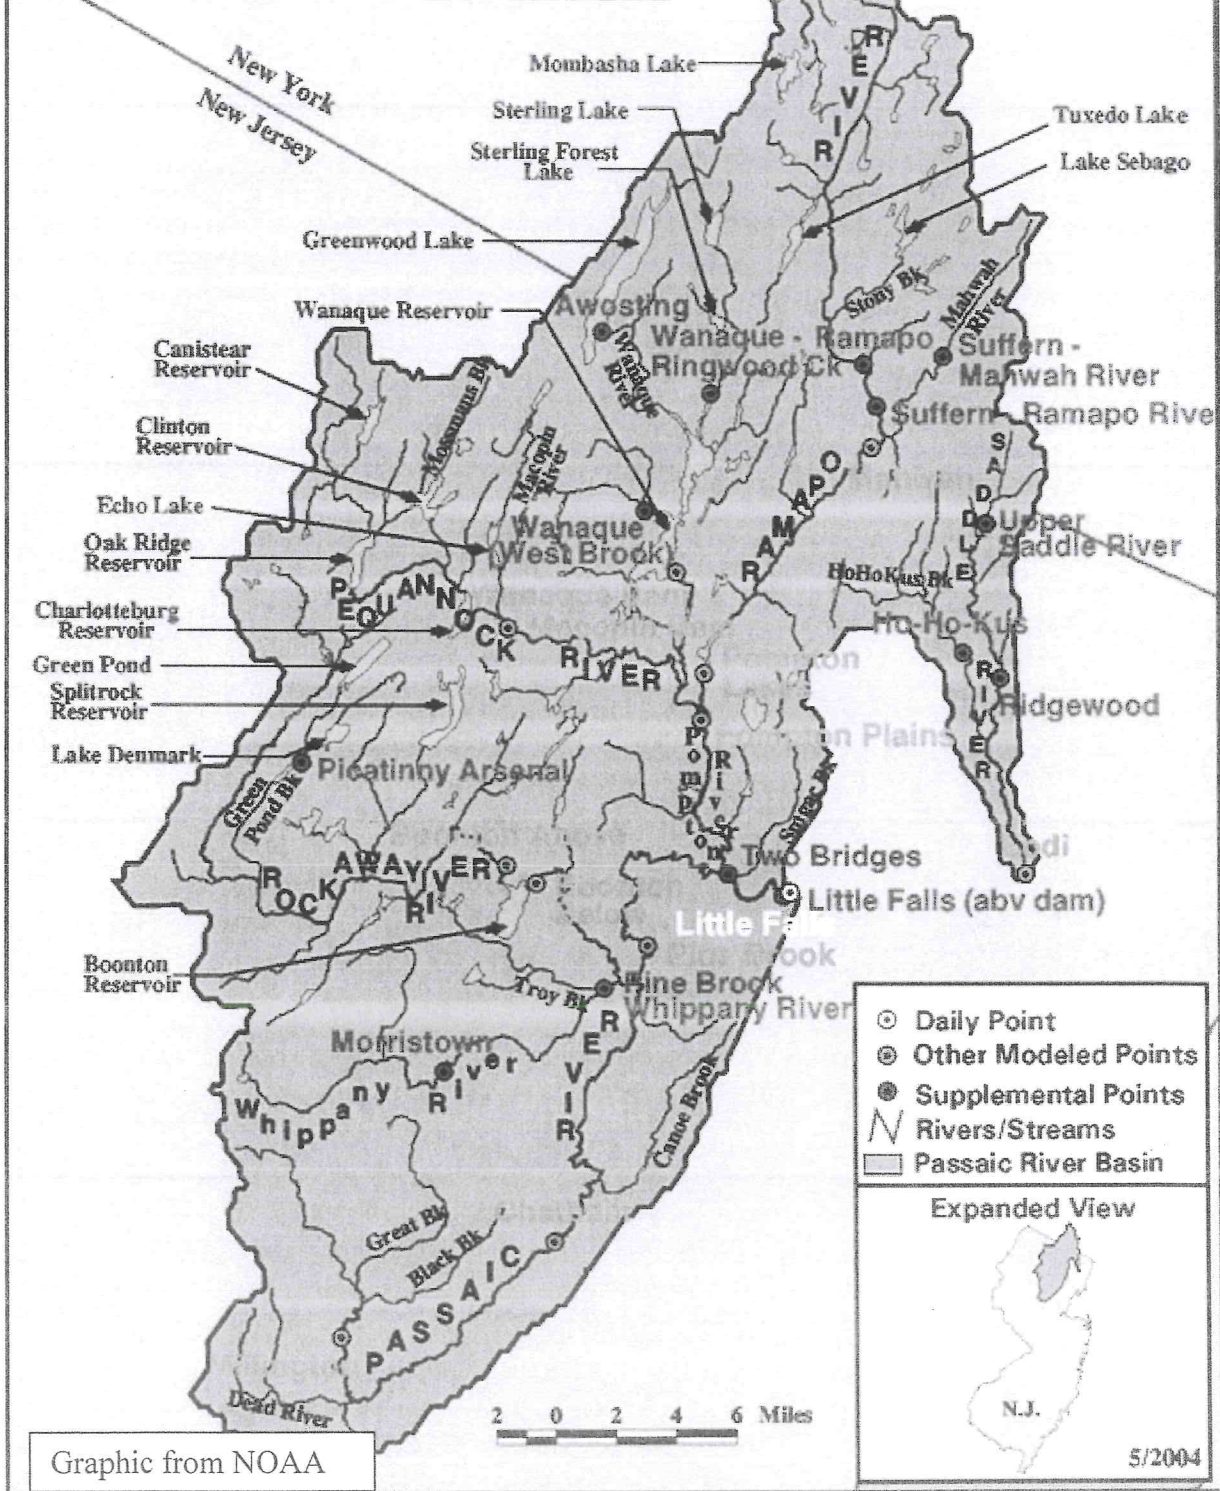 New York
New Jersey
Mombasha Lake
Sterling Lake
Sterling Forest
Lake
Greenwood Lake
Tuxedo Lake
Lake Sebago
RIVER
Wanaque Reservoir
Awosting
Wanaque - Ramapo
Ringwood Ck
Wanaque
River
Stony Bk
Mahwah
River
Suffern -
Mahwah River
Suffern - Ramapo Rive
Canistear
Reservoir
Clinton
Reservoir
Echo Lake
Oak Ridge
Reservoir
Macopin
River
Wanaque
(West Brook)
RAMAPO
SADDLE
Upper
Saddle River
HoHoKus Bk
Ho-Ho-Kus
PEQUANNOCK
RIVER
Charlotteburg
Reservoir
Green Pond
Splitrock
Reservoir
Lake Denmark
Picatinny Arsenal
Green
Pond Bk
Ridgewood
RIVER
Plains
Pompton
River
Two Bridges
Little Falls (abv dam)
ROCKAWAY RIVER
Boonton
Reservoir
Troy Bk
Pine Brook
Whippany River
Morristown
Whippany River
RIVER
Canoe Brook
Great Bk
Black Bk
PASSAIC
Dead River
2 0 2 4 6 Miles
Daily Point
Other Modeled Points
Supplemental Points
Rivers/Streams
Passaic River Basin
Expanded View
N.J.
5/2004
Graphic from NOAA